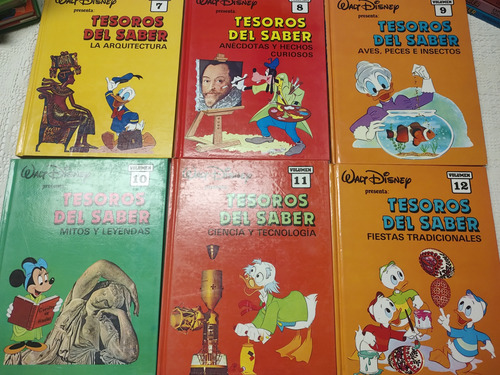 WALT DISNEY
presenta:
7
TESOROS
DEL SABER
LA ARQUITECTURA
WALT DISNEY
presenta:
8
TESOROS
DEL SABER
ANÉCDOTAS Y HECHOS
CURIOSOS
WALT DISNEY
presenta:
VOLUMEN
9
TESOROS
DEL SABER
AVES, PECES E INSECTOS
WALT DISNEY
presenta:
VOLUMEN
10
TESOROS
DEL SABER
MITOS Y LEYENDAS
WALT DISNEY
presenta:
VOLUMEN
11
TESOROS
DEL SABER
CIENCIA Y TECNOLOGIA
WALT DISNEY
presenta:
VOLUMEN
12
TESOROS
DEL SABER
FIESTAS TRADICIONALES